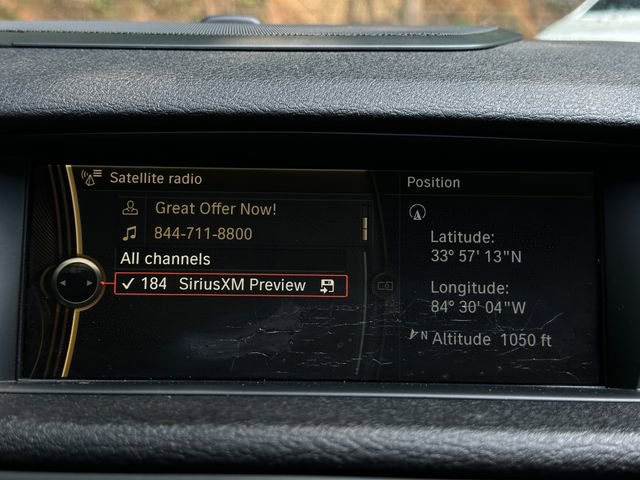 Satellite radio
Great Offer Now!
844-711-8800
All channels
✓ 184 SiriusXM Preview
Position
Latitude:
33° 57' 13"N
Longitude:
84° 30' 04"W
N Altitude 1050 ft